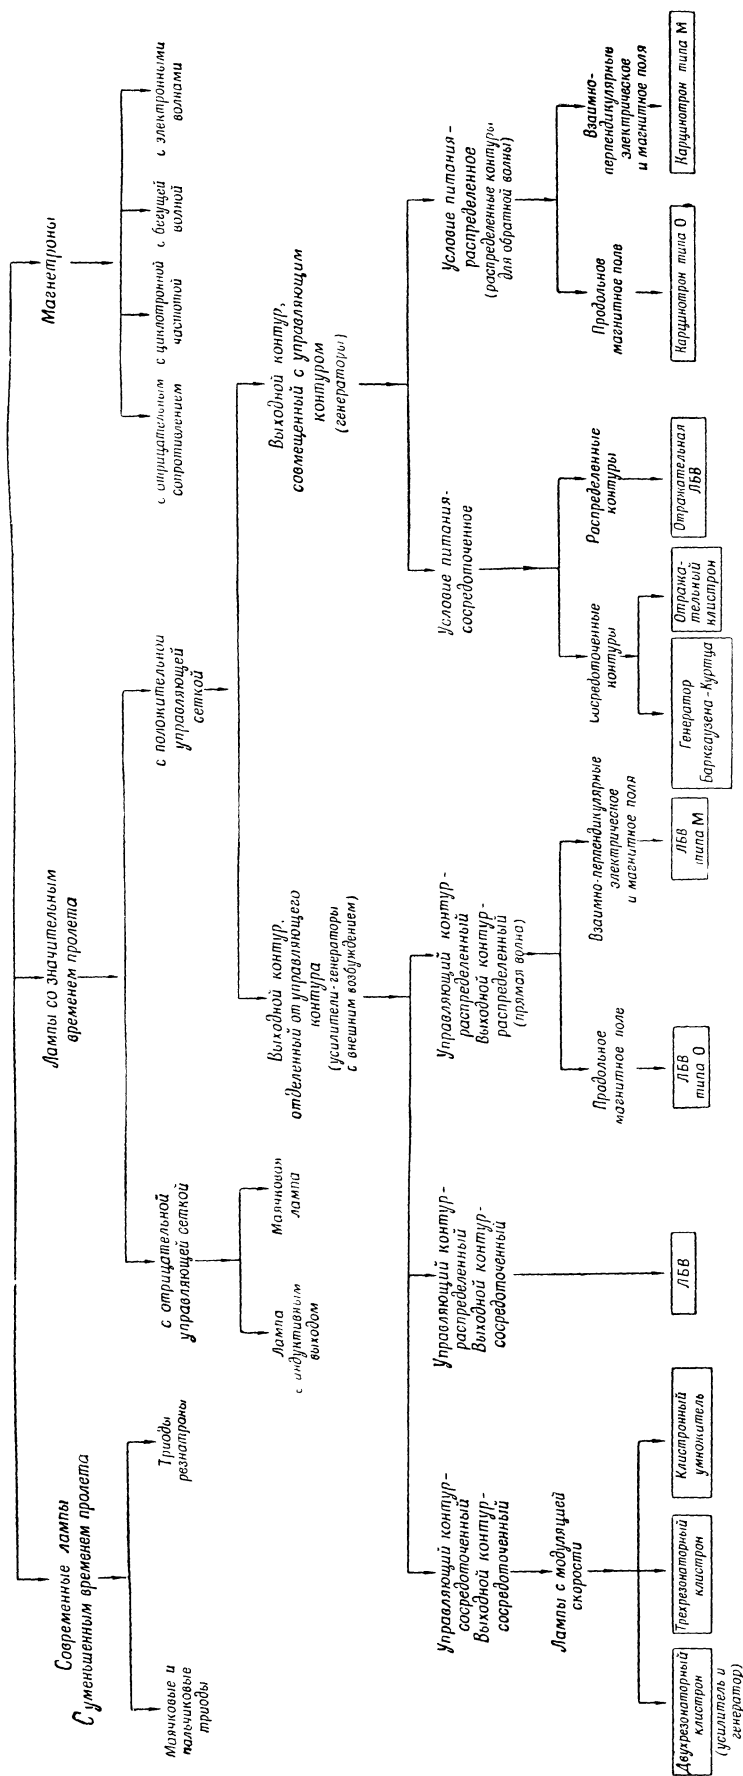 Современные лампы
С уменьшенным временем пролета
Лампы со значительным
временем пролета
Магнетроны
Маячковые и
пальчиковые
триоды
Триоды
резнатроны
с отрицательной
управляющей сеткой
с положительной
управляющей
сеткой
с отрицательным
сопротивлением
с циклотронной
частотой
с бегущей
волной
с электронными
волнами
Лампа
с индуктивным
выходом
Маячковая
лампа
Выходной контур.
отделенный от управляющего
контура
(усилители-генераторы
с внешним возбуждением)
Выходной контур,
совмещенный с управляющим
контуром
(генераторы)
Управляющий контур-
сосредоточенный
Выходной контур-
сосредоточенный
Управляющий контур-
распределенный
Выходной контур-
сосредоточенный
Управляющий контур-
распределенный
Выходной контур-
распределенный
(прямая волна)
Условие питания-
сосредоточенное
Условие питания-
распределенное
(распределенные контуры
для обратной волны)
Лампы с модуляцией
скорости
Продольное
магнитное поле
Взаимно-перпендикулярные
электрическое
и магнитное поля
Сосредоточенные
контуры
Распределенные
контуры
Продольное
магнитное поле
Взаимно-
перпендикулярные
электрическое
и магнитное поля
Двухрезонаторный
клистрон
(усилитель и
генератор)
Трехрезонаторный
клистрон
Клистронный
умножитель
ЛБВ
ЛБВ
типа О
ЛБВ
типа М
Генератор
Баркгаузена-Куртца
Отража-
тельный
клистрон
Отражательная
ЛБВ
Карцинотрон типа О
Карцинотрон типа М